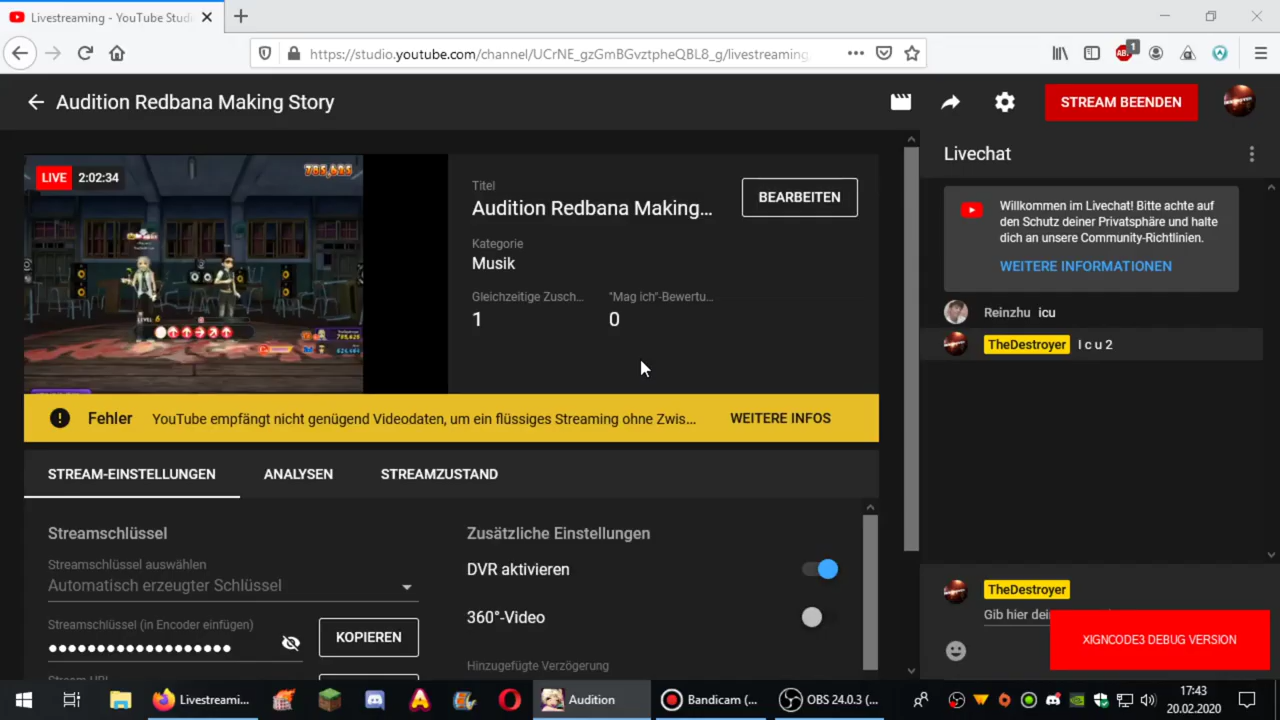 Livestreaming - YouTube Studi
https://studio.youtube.com/channel/UCrNE_gzGmBGvztpheQBL8_g/livestreaming
1
Audition Redbana Making Story
STREAM BEENDEN
LIVE 2:02:34
Titel
Audition Redbana Making...
BEARBEITEN
Kategorie
Musik
Gleichzeitige Zusch...
"Mag ich"-Bewertu...
1
0
Fehler
YouTube empfängt nicht genügend Videodaten, um ein flüssiges Streaming ohne Zwis...
WEITERE INFOS
STREAM-EINSTELLUNGEN
ANALYSEN
STREAMZUSTAND
Streamschlüssel
Streamschlüssel auswählen
Automatisch erzeugter Schlüssel
Streamschlüssel (in Encoder einfügen)
KOPIEREN
Zusätzliche Einstellungen
DVR aktivieren
360°-Video
Hinzugefügte Verzögerung
Livechat
Willkommen im Livechat! Bitte achte auf
den Schutz deiner Privatsphäre und halte
dich an unsere Community-Richtlinien.
WEITERE INFORMATIONEN
Reinzhu icu
TheDestroyer I c u 2
TheDestroyer
Gib hier dei
XIGNCODE3 DEBUG VERSION
Livestreami...
Audition
Bandicam (...
OBS 24.0.3 (...
17:43
20.02.2020